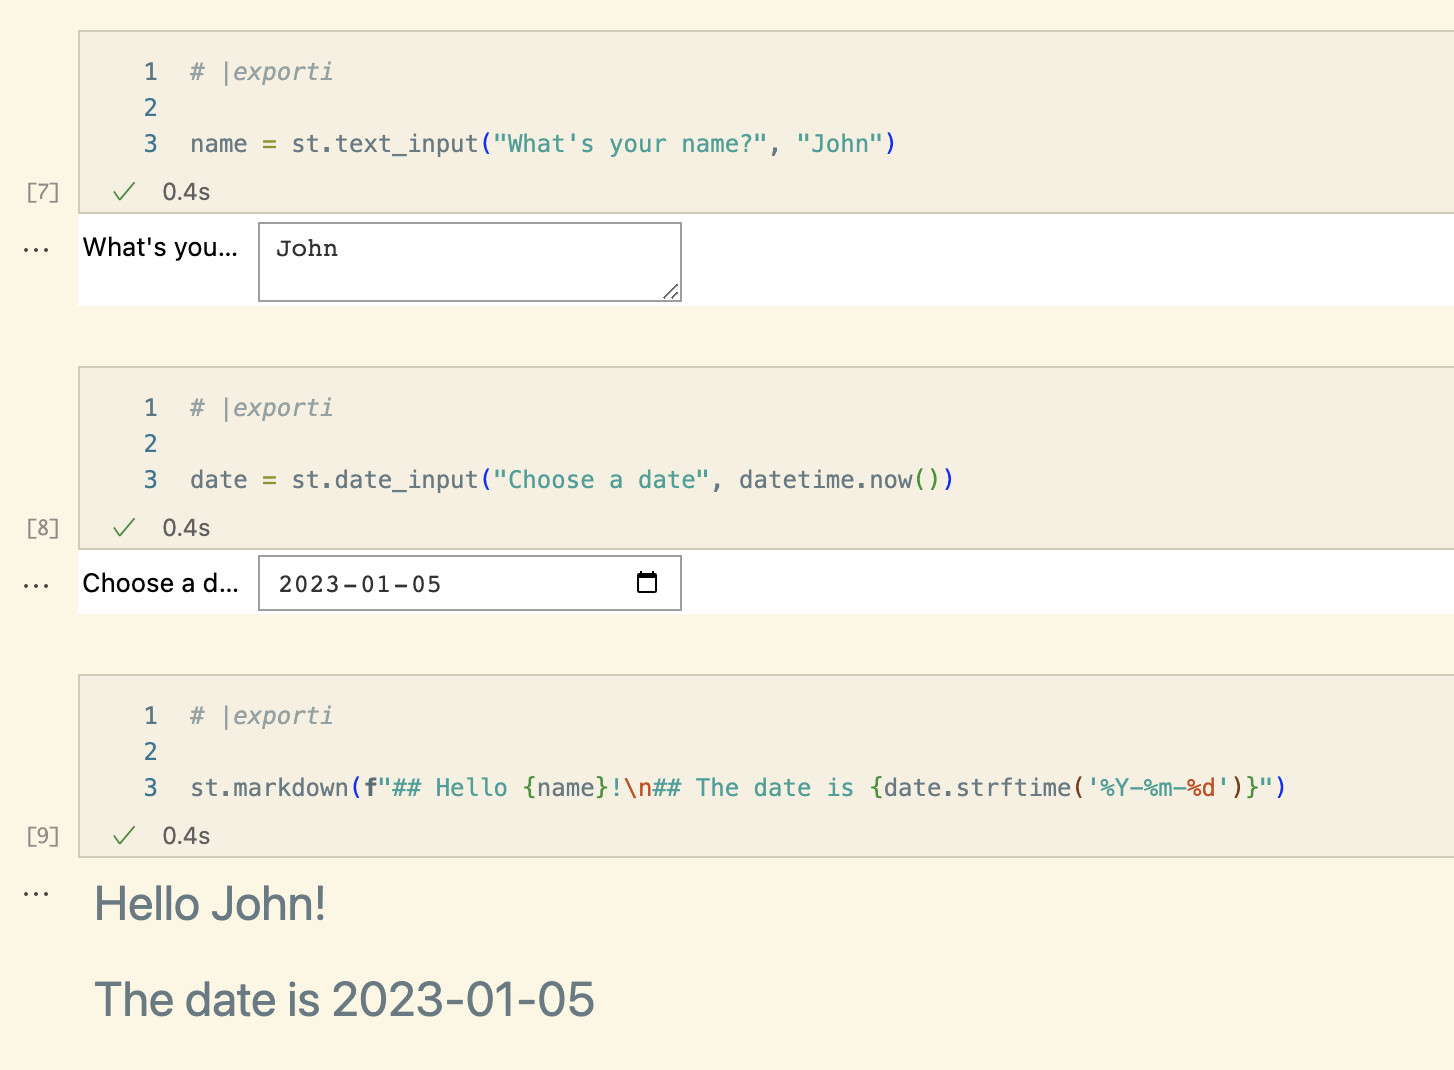 1 # |exporti
2
3 name = st.text_input("What's your name?", "John")
[7] ✓ 0.4s
... What's you... John
1 # |exporti
2
3 date = st.date_input("Choose a date", datetime.now())
[8] ✓ 0.4s
... Choose a d... 2023-01-05
1 # |exporti
2
3 st.markdown(f"## Hello {name}!\n## The date is {date.strftime('%Y-%m-%d')}")
[9] ✓ 0.4s
... Hello John!
The date is 2023-01-05